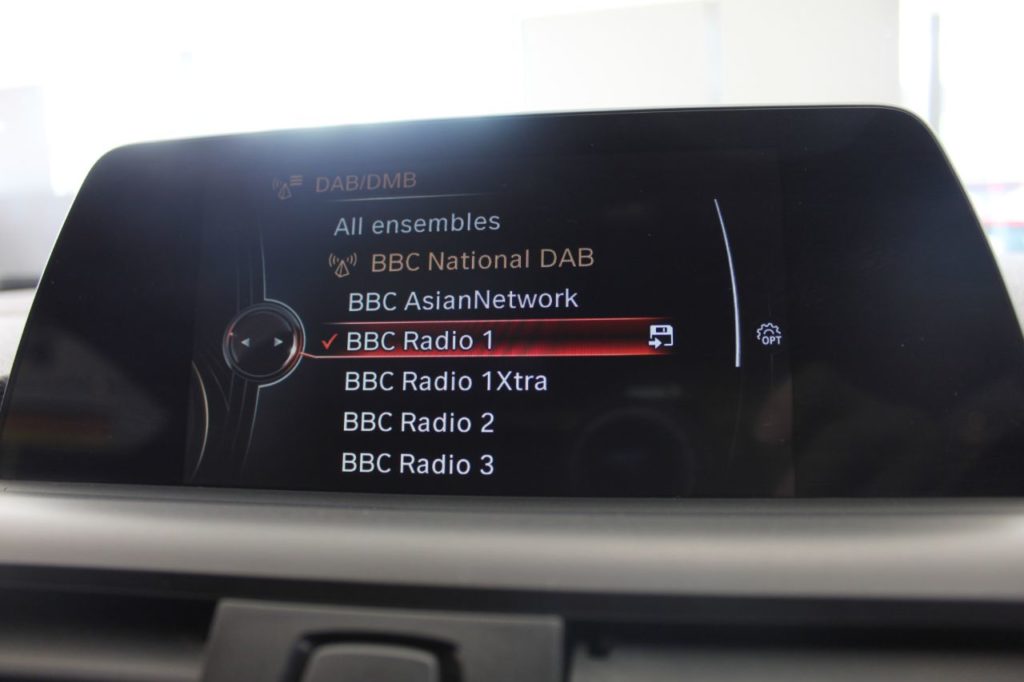 DAB/DMB
All ensembles
BBC National DAB
BBC AsianNetwork
BBC Radio 1
OPT
BBC Radio 1Xtra
BBC Radio 2
BBC Radio 3